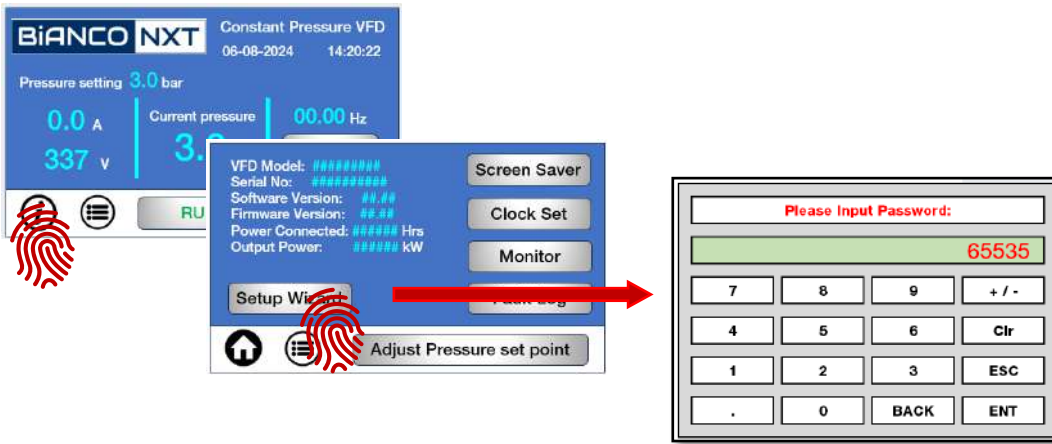 BiANCO NXT
Constant Pressure VFD
06-08-2024 14:20:22
Pressure setting 3.0 bar
0.0 A
Current pressure
00.00 Hz
337 V
3.
RU
VFD Model: #########
Serial No: ##########
Software Version: ##.##
Firmware Version: ##.##
Power Connected: ###### Hrs
Output Power: ###### kW
Screen Saver
Clock Set
Monitor
Setup Wizard
Adjust Pressure set point
Please Input Password:
65535
7 8 9 + / -
4 5 6 Clr
1 2 3 ESC
. 0 BACK ENT